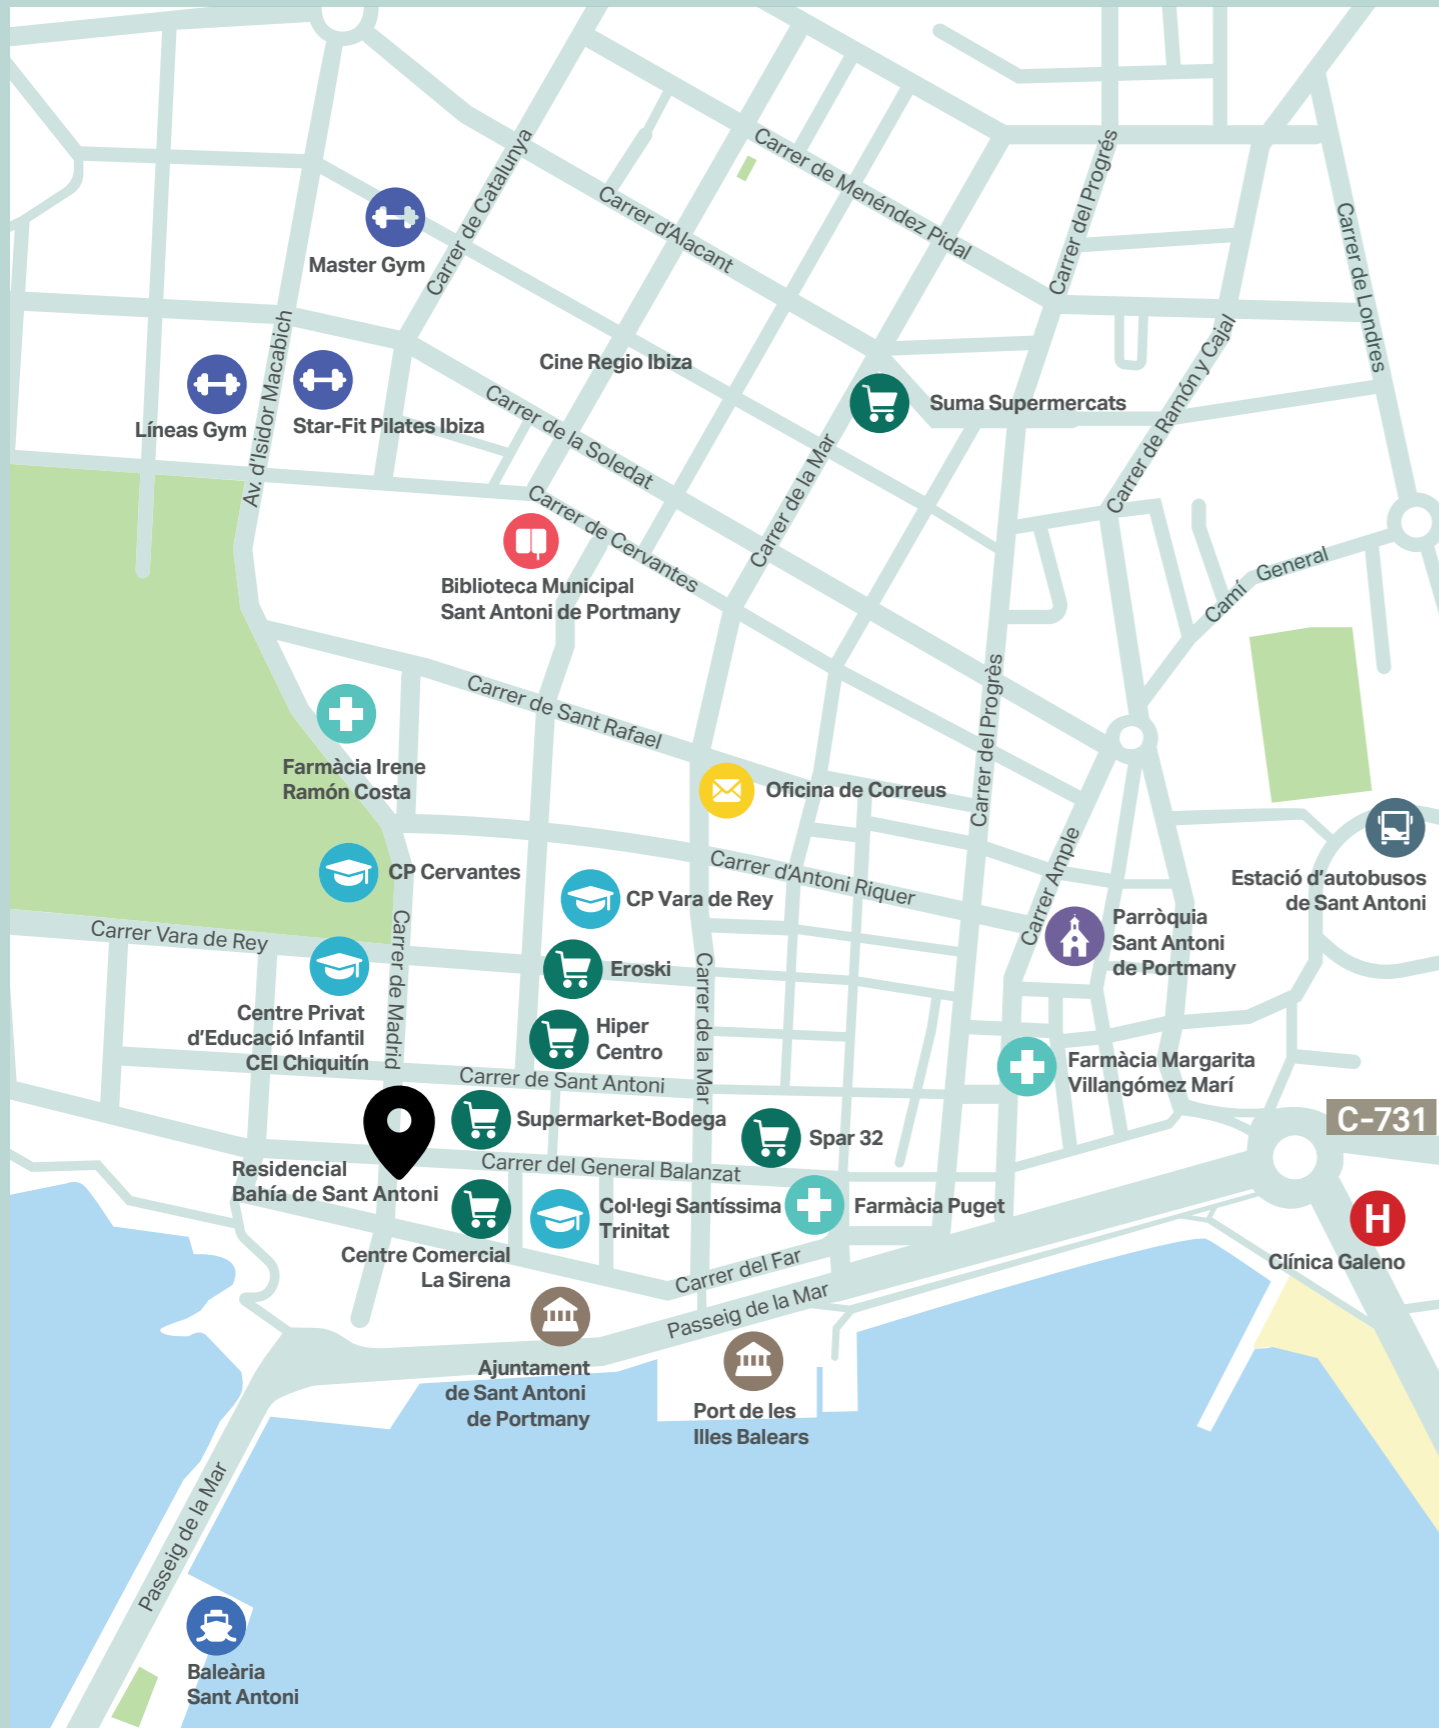 Carrer de Catalunya
Carrer de Menéndez Pidal
Carrer del Progrés
Carrer d'Alacant
Carrer de Londres
Master Gym
Av. d'Isidor Macabich
Cine Regio Ibiza
Carrer de Ramón y Cajal
Líneas Gym
Star-Fit Pilates Ibiza
Suma Supermercats
Carrer de la Soledat
Carrer de la Mar
Carrer de Cervantes
Camí General
Biblioteca Municipal
Sant Antoni de Portmany
Carrer de Sant Rafael
Carrer del Progrès
Farmàcia Irene
Ramón Costa
Oficina de Correus
Carrer d'Antoni Riquer
Carrer Ample
CP Cervantes
CP Vara de Rey
Estació d'autobusos
de Sant Antoni
Parròquia
Sant Antoni
de Portmany
Carrer Vara de Rey
Carrer de Madrid
Eroski
Carrer de la Mar
Centre Privat
d'Educació Infantil
CEI Chiquitín
Hiper
Centro
Farmàcia Margarita
Villangómez Marí
Carrer de Sant Antoni
Supermarket-Bodega
Spar 32
C-731
Residencial
Bahía de Sant Antoni
Carrer del General Balanzat
Col·legi Santíssima
Trinitat
Farmàcia Puget
Centre Comercial
La Sirena
Clínica Galeno
Carrer del Far
Passeig de la Mar
Ajuntament
de Sant Antoni
de Portmany
Port de les
Illes Balears
Passeig de la Mar
Baleària
Sant Antoni
H